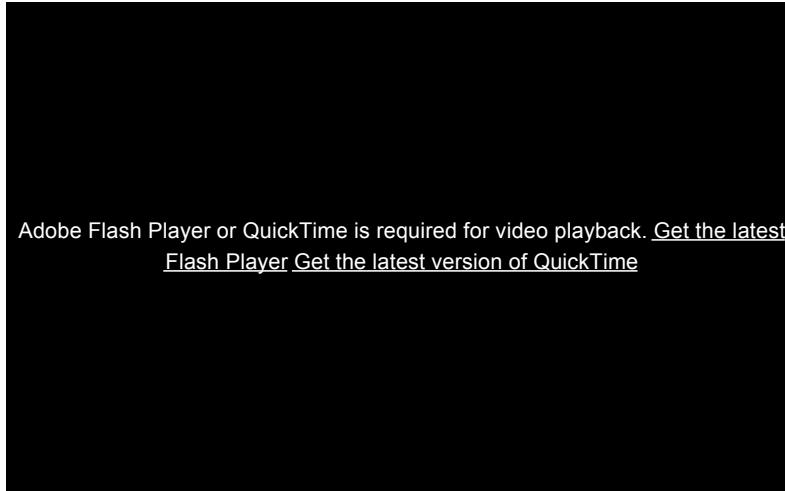 Adobe Flash Player or QuickTime is required for video playback. Get the latest
Flash Player Get the latest version of QuickTime